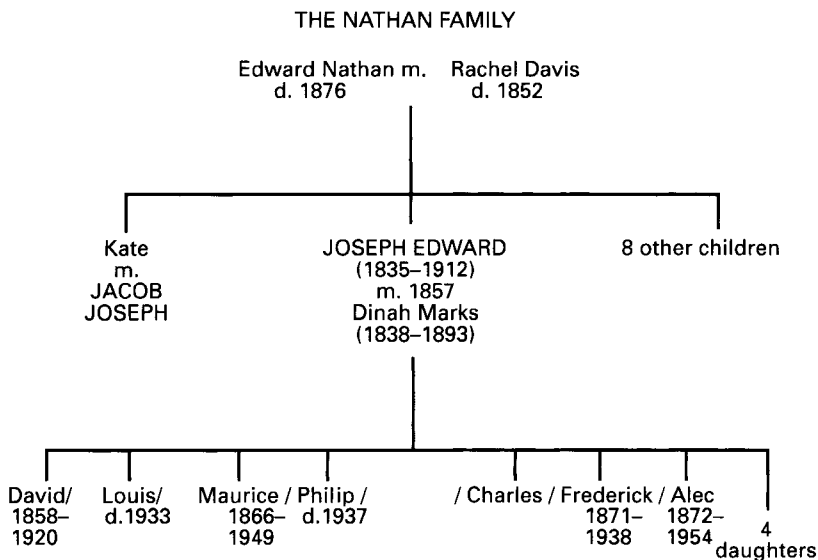 THE NATHAN FAMILY
Edward Nathan m. Rachel Davis
d. 1876 d. 1852
Kate
m.
JACOB
JOSEPH
JOSEPH EDWARD
(1835–1912)
m. 1857
Dinah Marks
(1838–1893)
8 other children
David/
1858–
1920
Louis/
d.1933
Maurice /
1866–
1949
Philip /
d.1937
/ Charles /
Frederick /
1871–
1938
Alec
1872–
1954
4
daughters